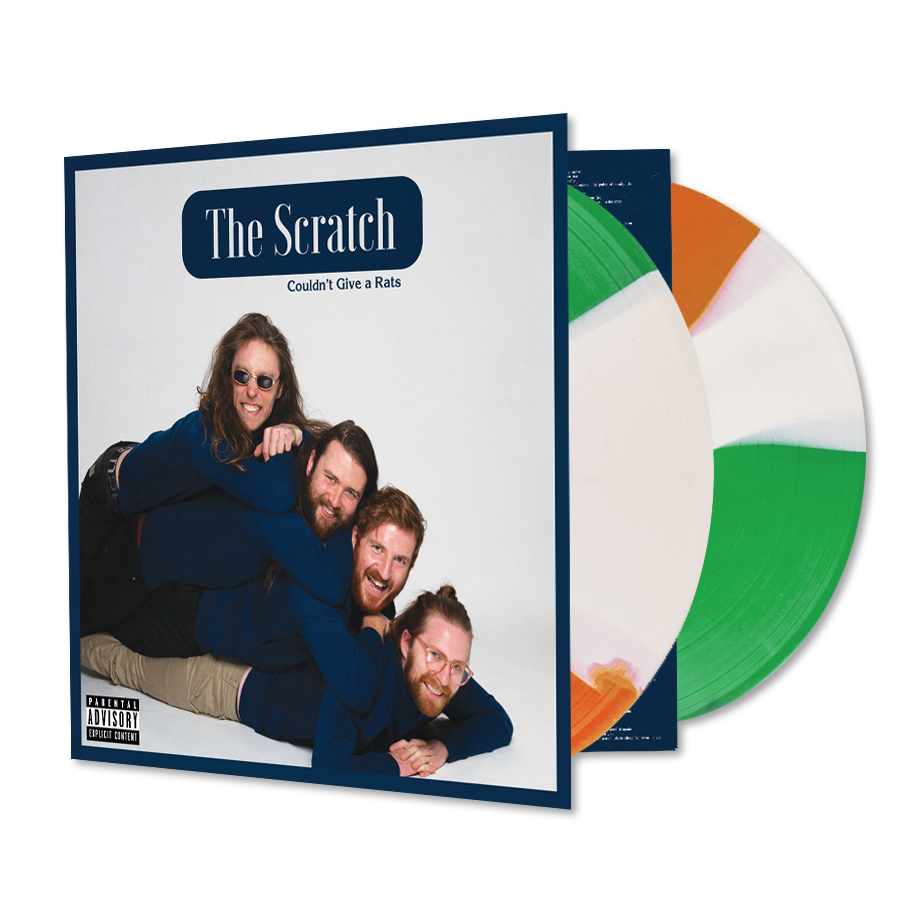 The Scratch
Couldn't Give a Rats
PARENTAL
ADVISORY
EXPLICIT CONTENT